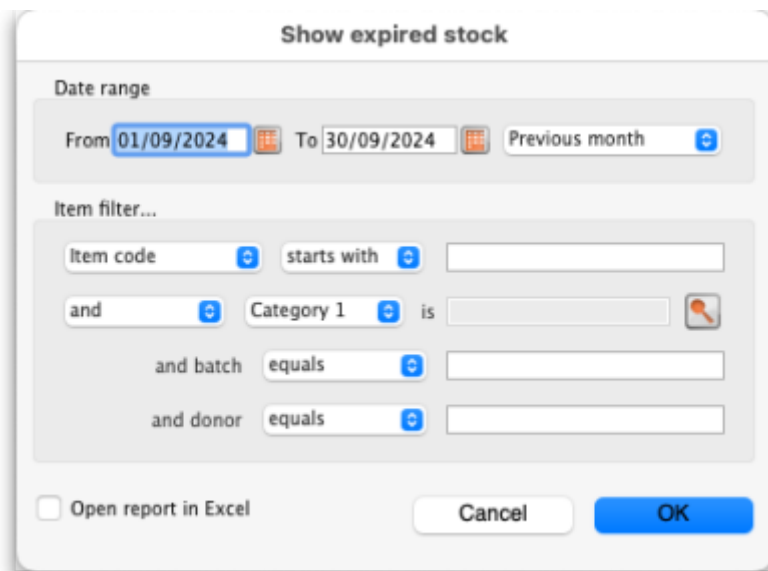 Show expired stock
Date range
From 01/09/2024 To 30/09/2024 Previous month
Item filter...
Item code starts with
and Category 1 is
and batch equals
and donor equals
Open report in Excel Cancel OK